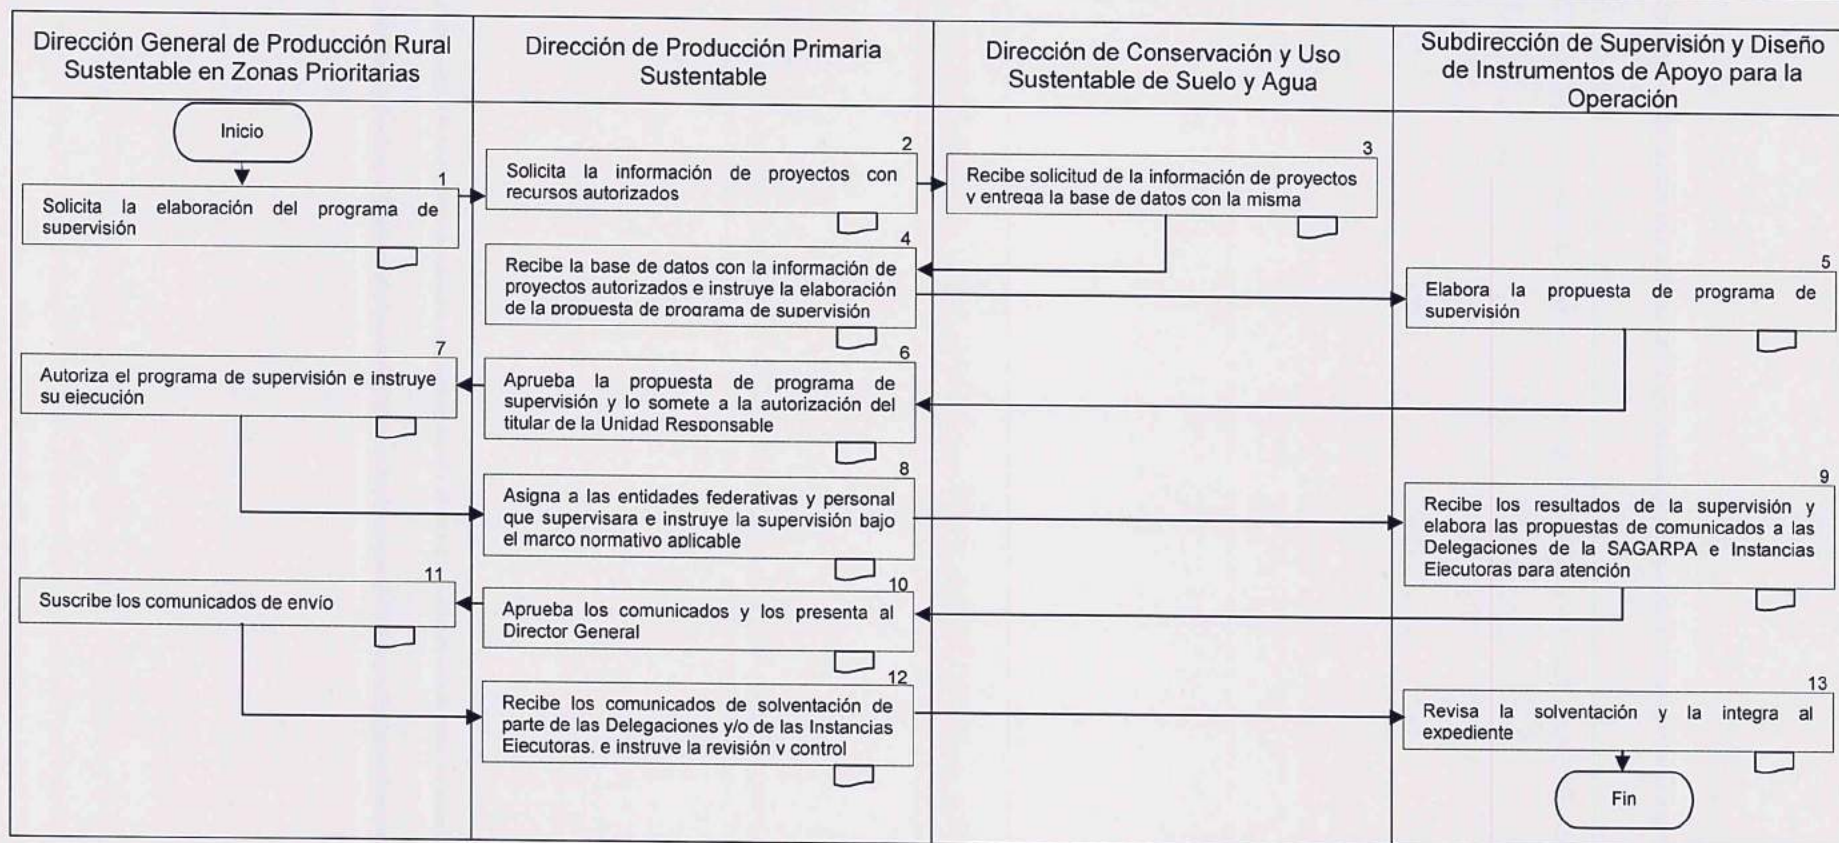 Dirección General de Producción Rural
Sustentable en Zonas Prioritarias
Dirección de Producción Primaria
Sustentable
Dirección de Conservación y Uso
Sustentable de Suelo y Agua
Subdirección de Supervisión y Diseño
de Instrumentos de Apoyo para la
Operación
Inicio
1
Solicita la elaboración del programa de
supervisión
2
Solicita la información de proyectos con
recursos autorizados
3
Recibe solicitud de la información de proyectos
y entrega la base de datos con la misma
4
Recibe la base de datos con la información de
proyectos autorizados e instruye la elaboración
de la propuesta de programa de supervisión
5
Elabora la propuesta de programa de
supervisión
6
Aprueba la propuesta de programa de
supervisión y lo somete a la autorización del
titular de la Unidad Responsable
7
Autoriza el programa de supervisión e instruye
su ejecución
8
Asigna a las entidades federativas y personal
que supervisara e instruye la supervisión bajo
el marco normativo aplicable
9
Recibe los resultados de la supervisión y
elabora las propuestas de comunicados a las
Delegaciones de la SAGARPA e Instancias
Ejecutoras para atención
10
Aprueba los comunicados y los presenta al
Director General
11
Suscribe los comunicados de envío
12
Recibe los comunicados de solventación de
parte de las Delegaciones y/o de las Instancias
Ejecutoras, e instruye la revisión y control
13
Revisa la solventación y la integra al
expediente
Fin